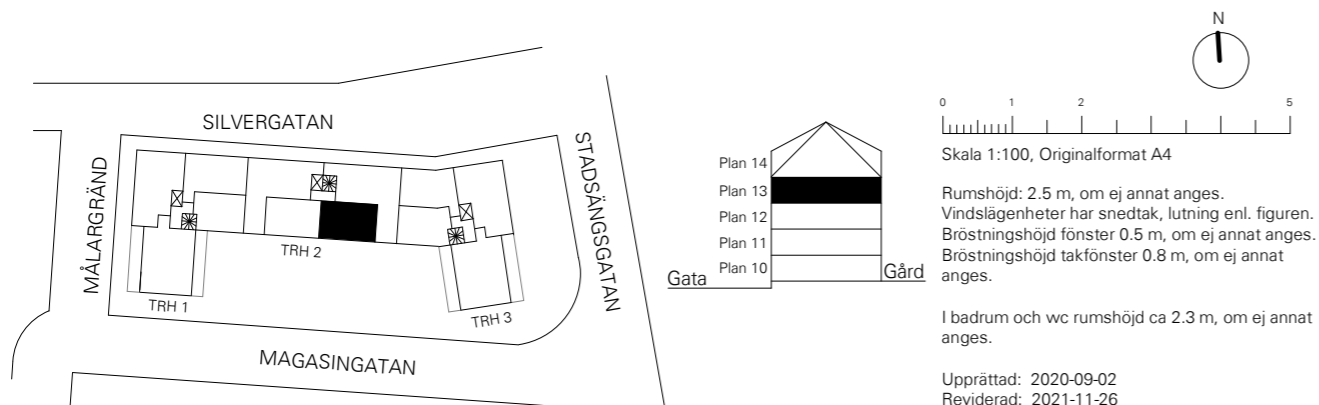 SILVERGATAN
MÅLARGRÄND
STADSÄNGSGATAN
TRH 2
TRH 1
TRH 3
MAGASINGATAN
Plan 14
Plan 13
Plan 12
Plan 11
Plan 10
Gata
Gård
N
0 1 2 5
Skala 1:100, Originalformat A4
Rumshöjd: 2.5 m, om ej annat anges.
Vindslägenheter har snedtak, lutning enl. figuren.
Bröstningshöjd fönster 0.5 m, om ej annat anges.
Bröstningshöjd takfönster 0.8 m, om ej annat
anges.
I badrum och wc rumshöjd ca 2.3 m, om ej annat
anges.
Upprättad: 2020-09-02
Reviderad: 2021-11-26